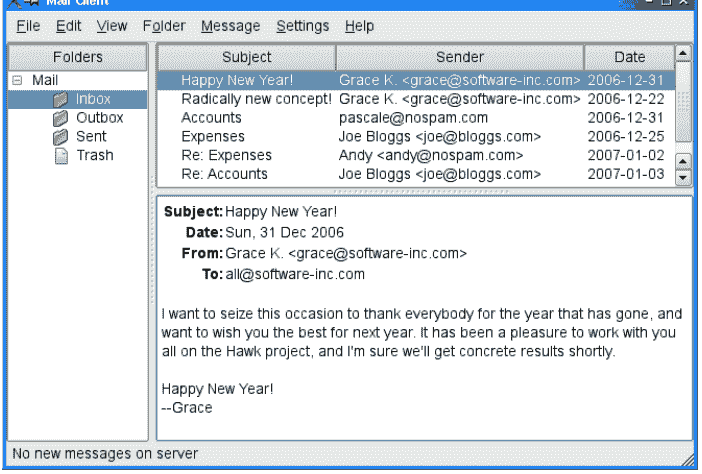 Mail Client
File Edit View Folder Message Settings Help
Folders
Mail
Inbox
Outbox
Sent
Trash
Subject Sender Date
Happy New Year! Grace K. <grace@software-inc.com> 2006-12-31
Radically new concept! Grace K. <grace@software-inc.com> 2006-12-22
Accounts pascale@nospam.com 2006-12-31
Expenses Joe Bloggs <joe@bloggs.com> 2006-12-25
Re: Expenses Andy <andy@nospam.com> 2007-01-02
Re: Accounts Joe Bloggs <joe@bloggs.com> 2007-01-03
Subject: Happy New Year!
Date: Sun, 31 Dec 2006
From: Grace K. <grace@software-inc.com>
To: all@software-inc.com
I want to seize this occasion to thank everybody for the year that has gone, and
want to wish you the best for next year. It has been a pleasure to work with you
all on the Hawk project, and I'm sure we'll get concrete results shortly.
Happy New Year!
--Grace
No new messages on server